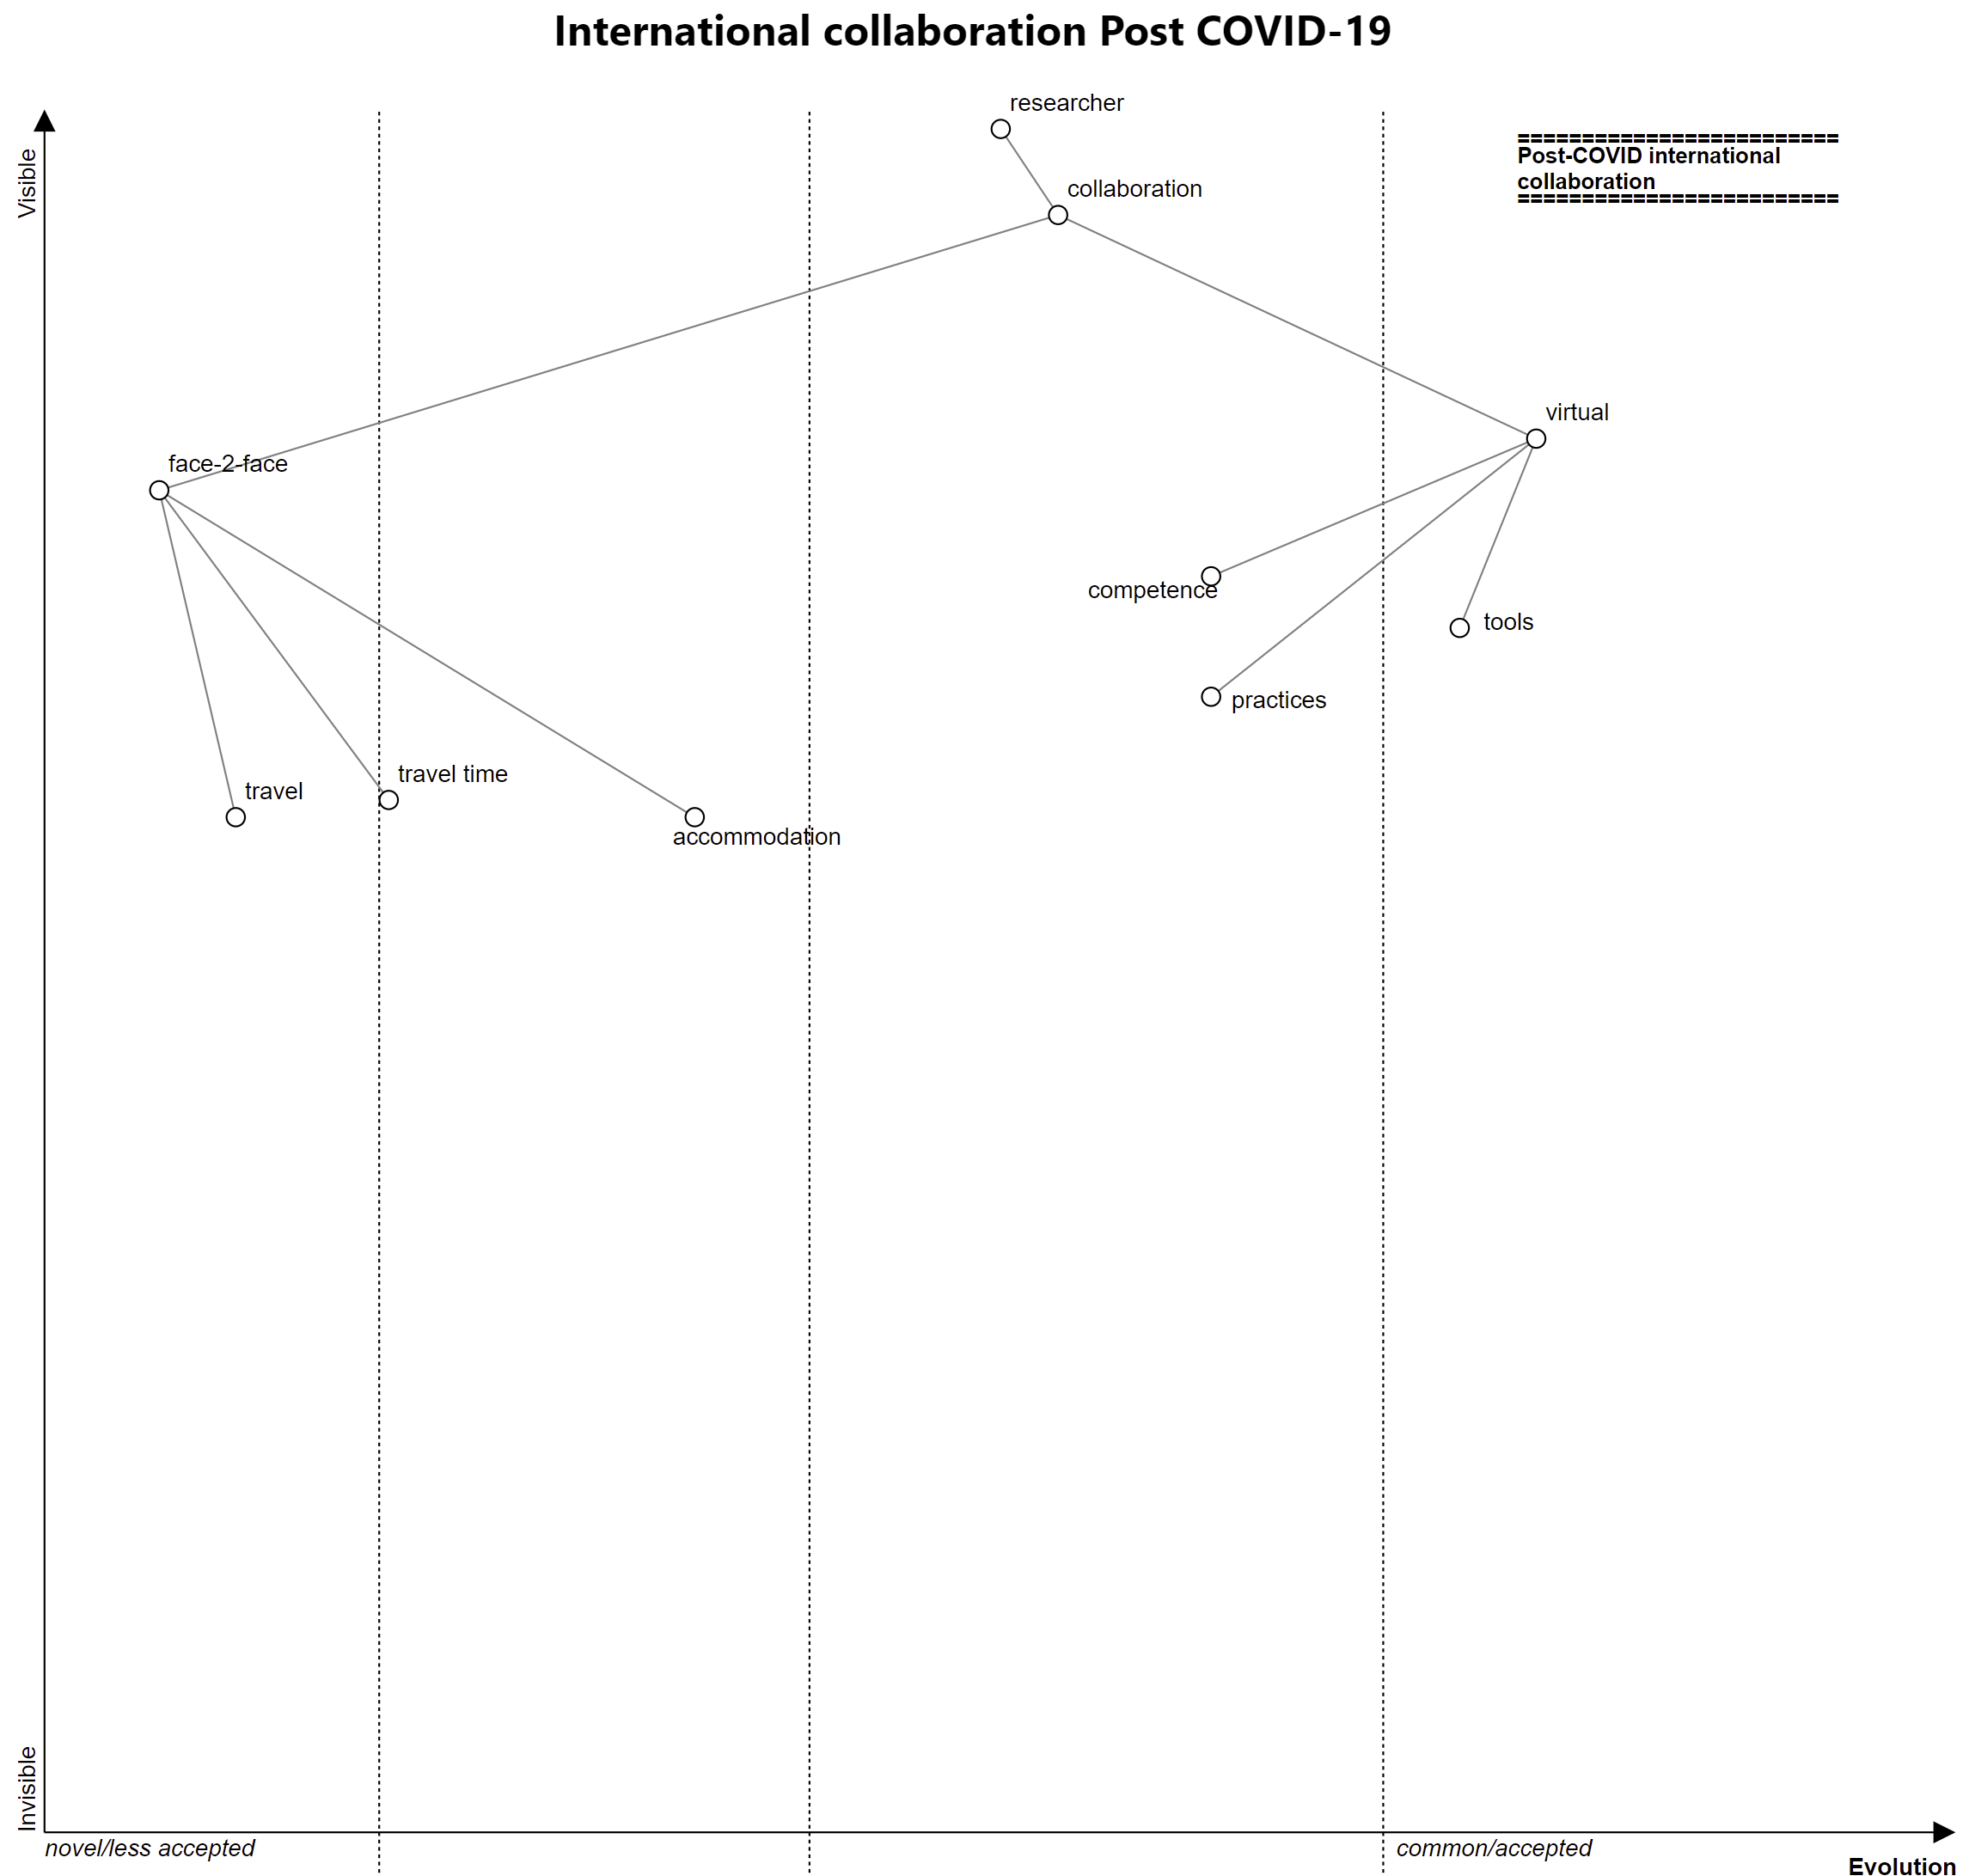 International collaboration Post COVID-19
researcher
=========================
Post-COVID international
collaboration
=========================
Visible
collaboration
virtual
face-2-face
competence
tools
practices
travel time
travel
accommodation
Invisible
novel/less accepted
common/accepted
Evolution